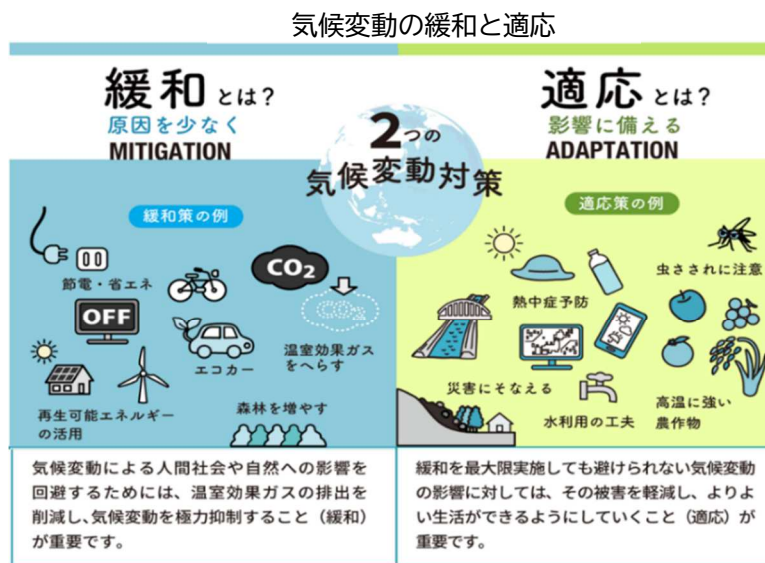 気候変動の緩和と適応
緩和とは?
原因を少なく
MITIGATION
2つの
気候変動対策
適応とは?
影響に備える
ADAPTATION
緩和策の例
節電・省エネ
OFF
CO₂
CO₂
エコカー
温室効果ガス
をへらす
再生可能エネルギー
の活用
森林を増やす
適応策の例
虫さされに注意
熱中症予防
災害にそなえる
水利用の工夫
高温に強い
農作物
気候変動による人間社会や自然への影響を
回避するためには、温室効果ガスの排出を
削減し、気候変動を極力抑制すること(緩和)
が重要です。
緩和を最大限実施しても避けられない気候変動
の影響に対しては、その被害を軽減し、よりよ
い生活ができるようにしていくこと(適応)が
重要です。